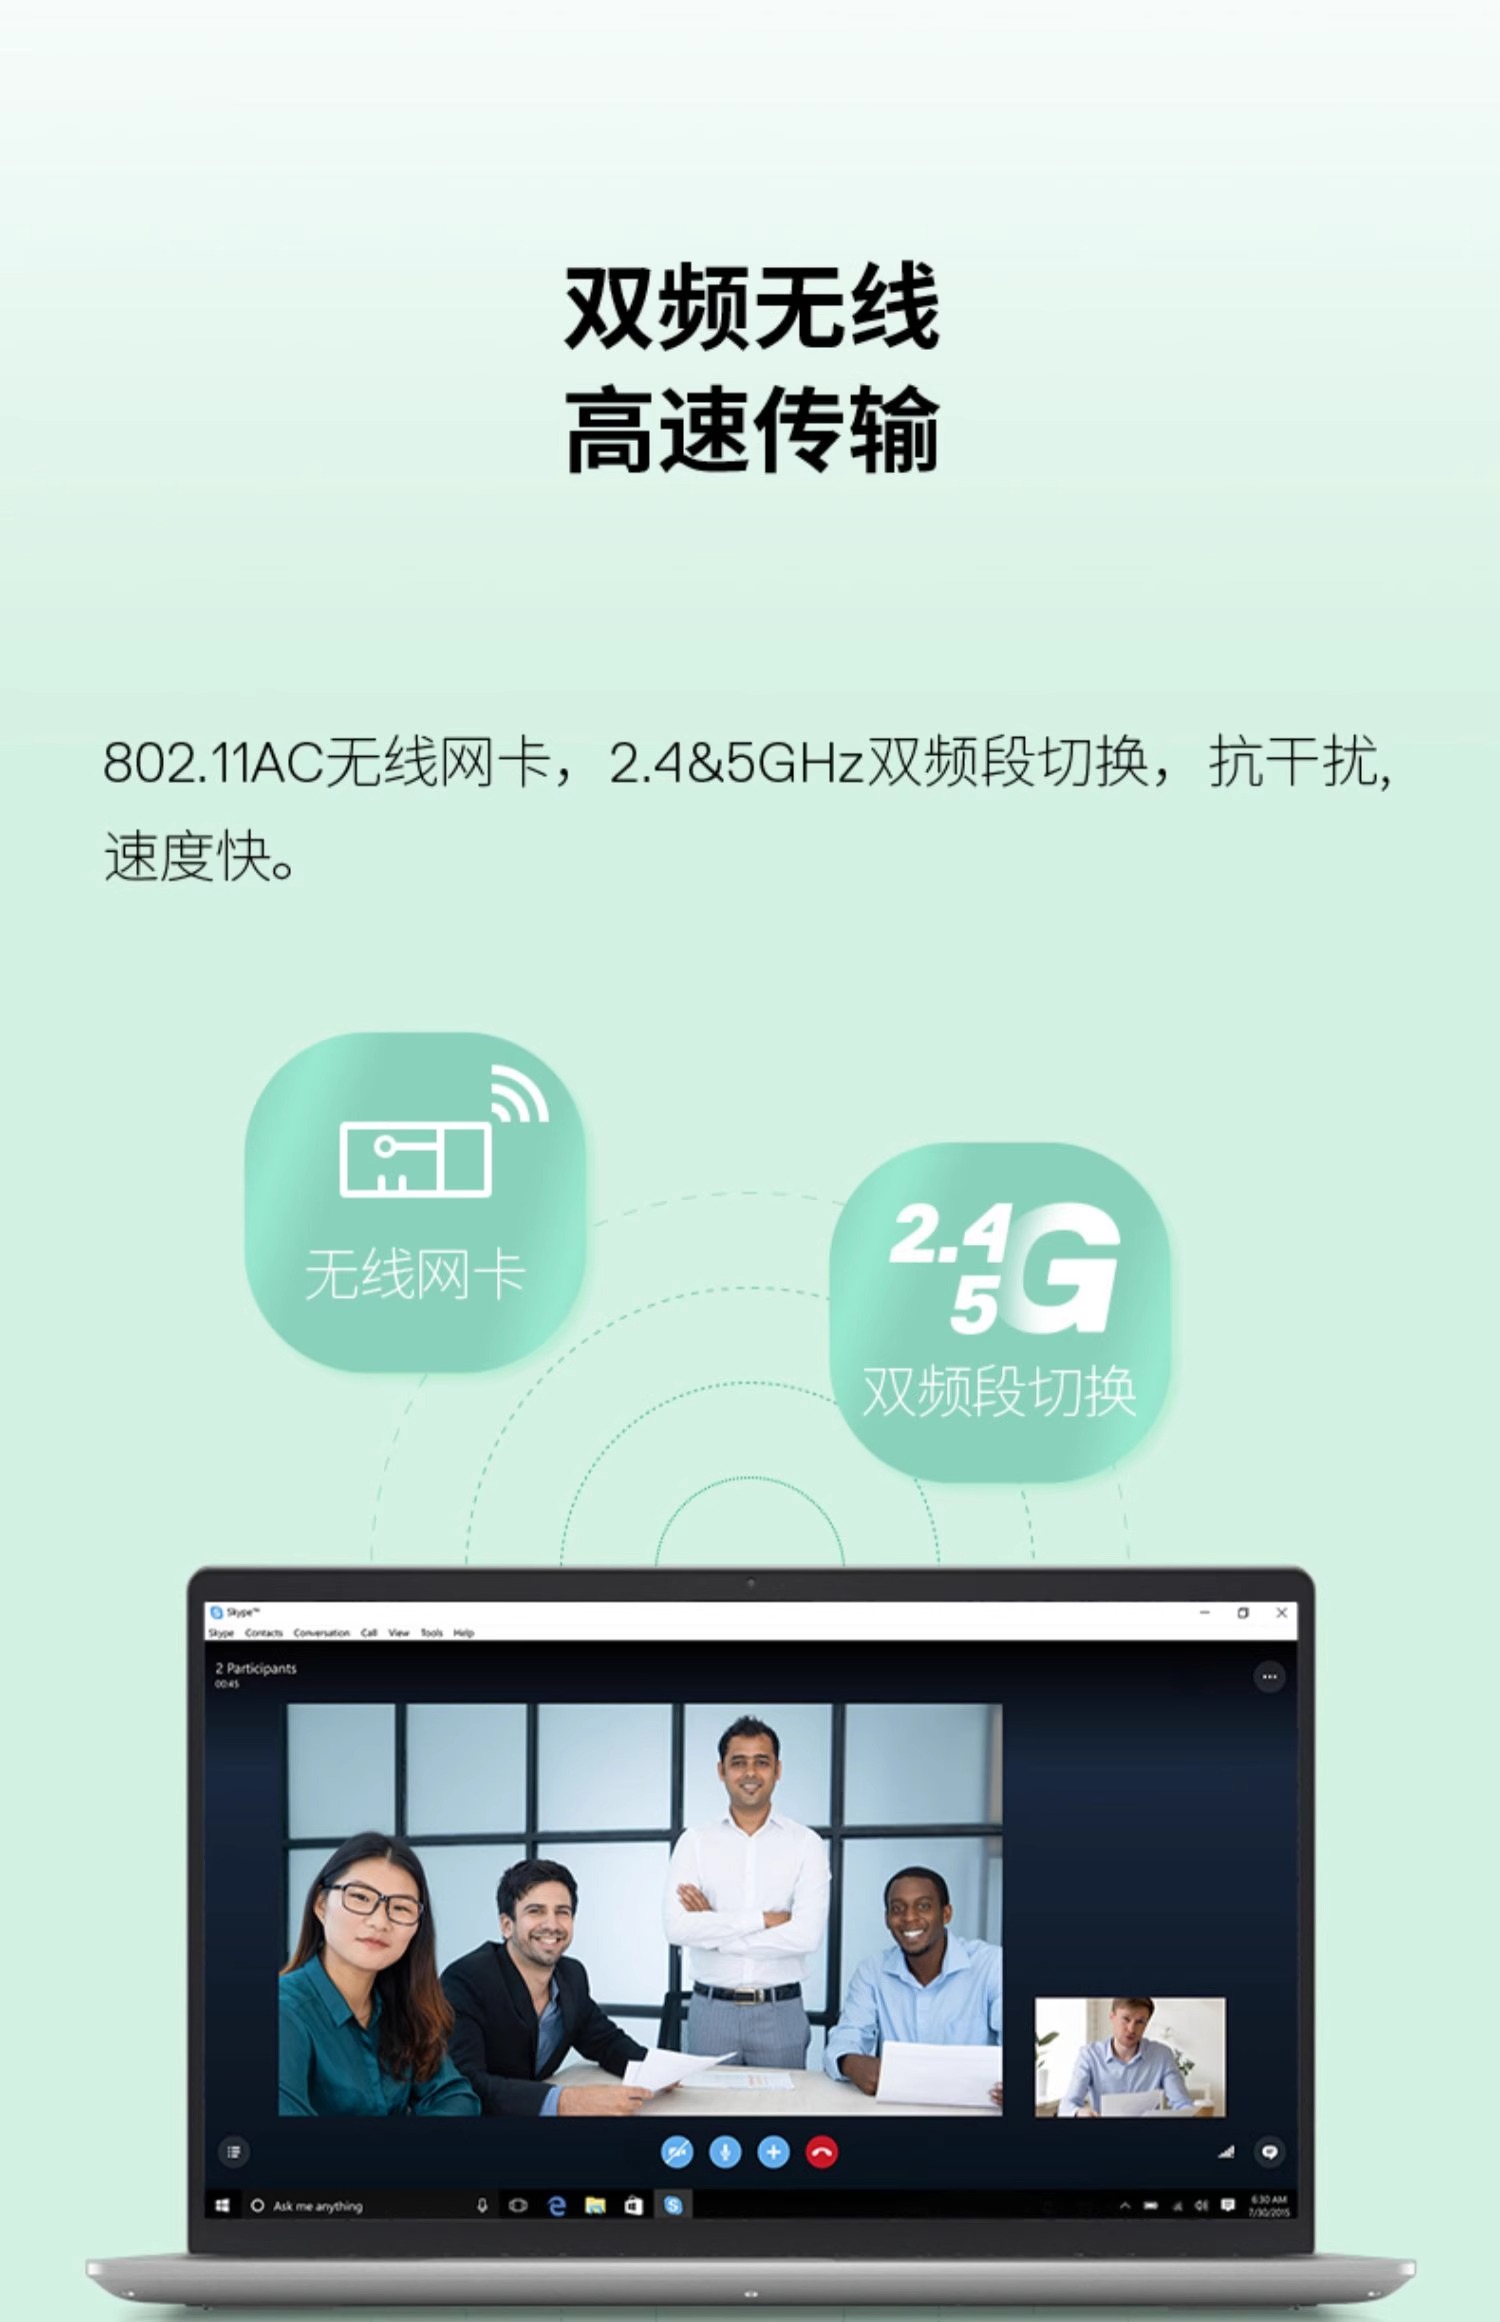 双频无线
高速传输
802.11AC无线网卡，2.4&5GHz双频段切换，抗干扰,
速度快。
无线网卡
2.4
5G
双频段切换
Skype™
Skype Contacts Conversation Call View Tools Help
2 Participants
00:45
Ask me anything
6:30 AM
7/30/2015